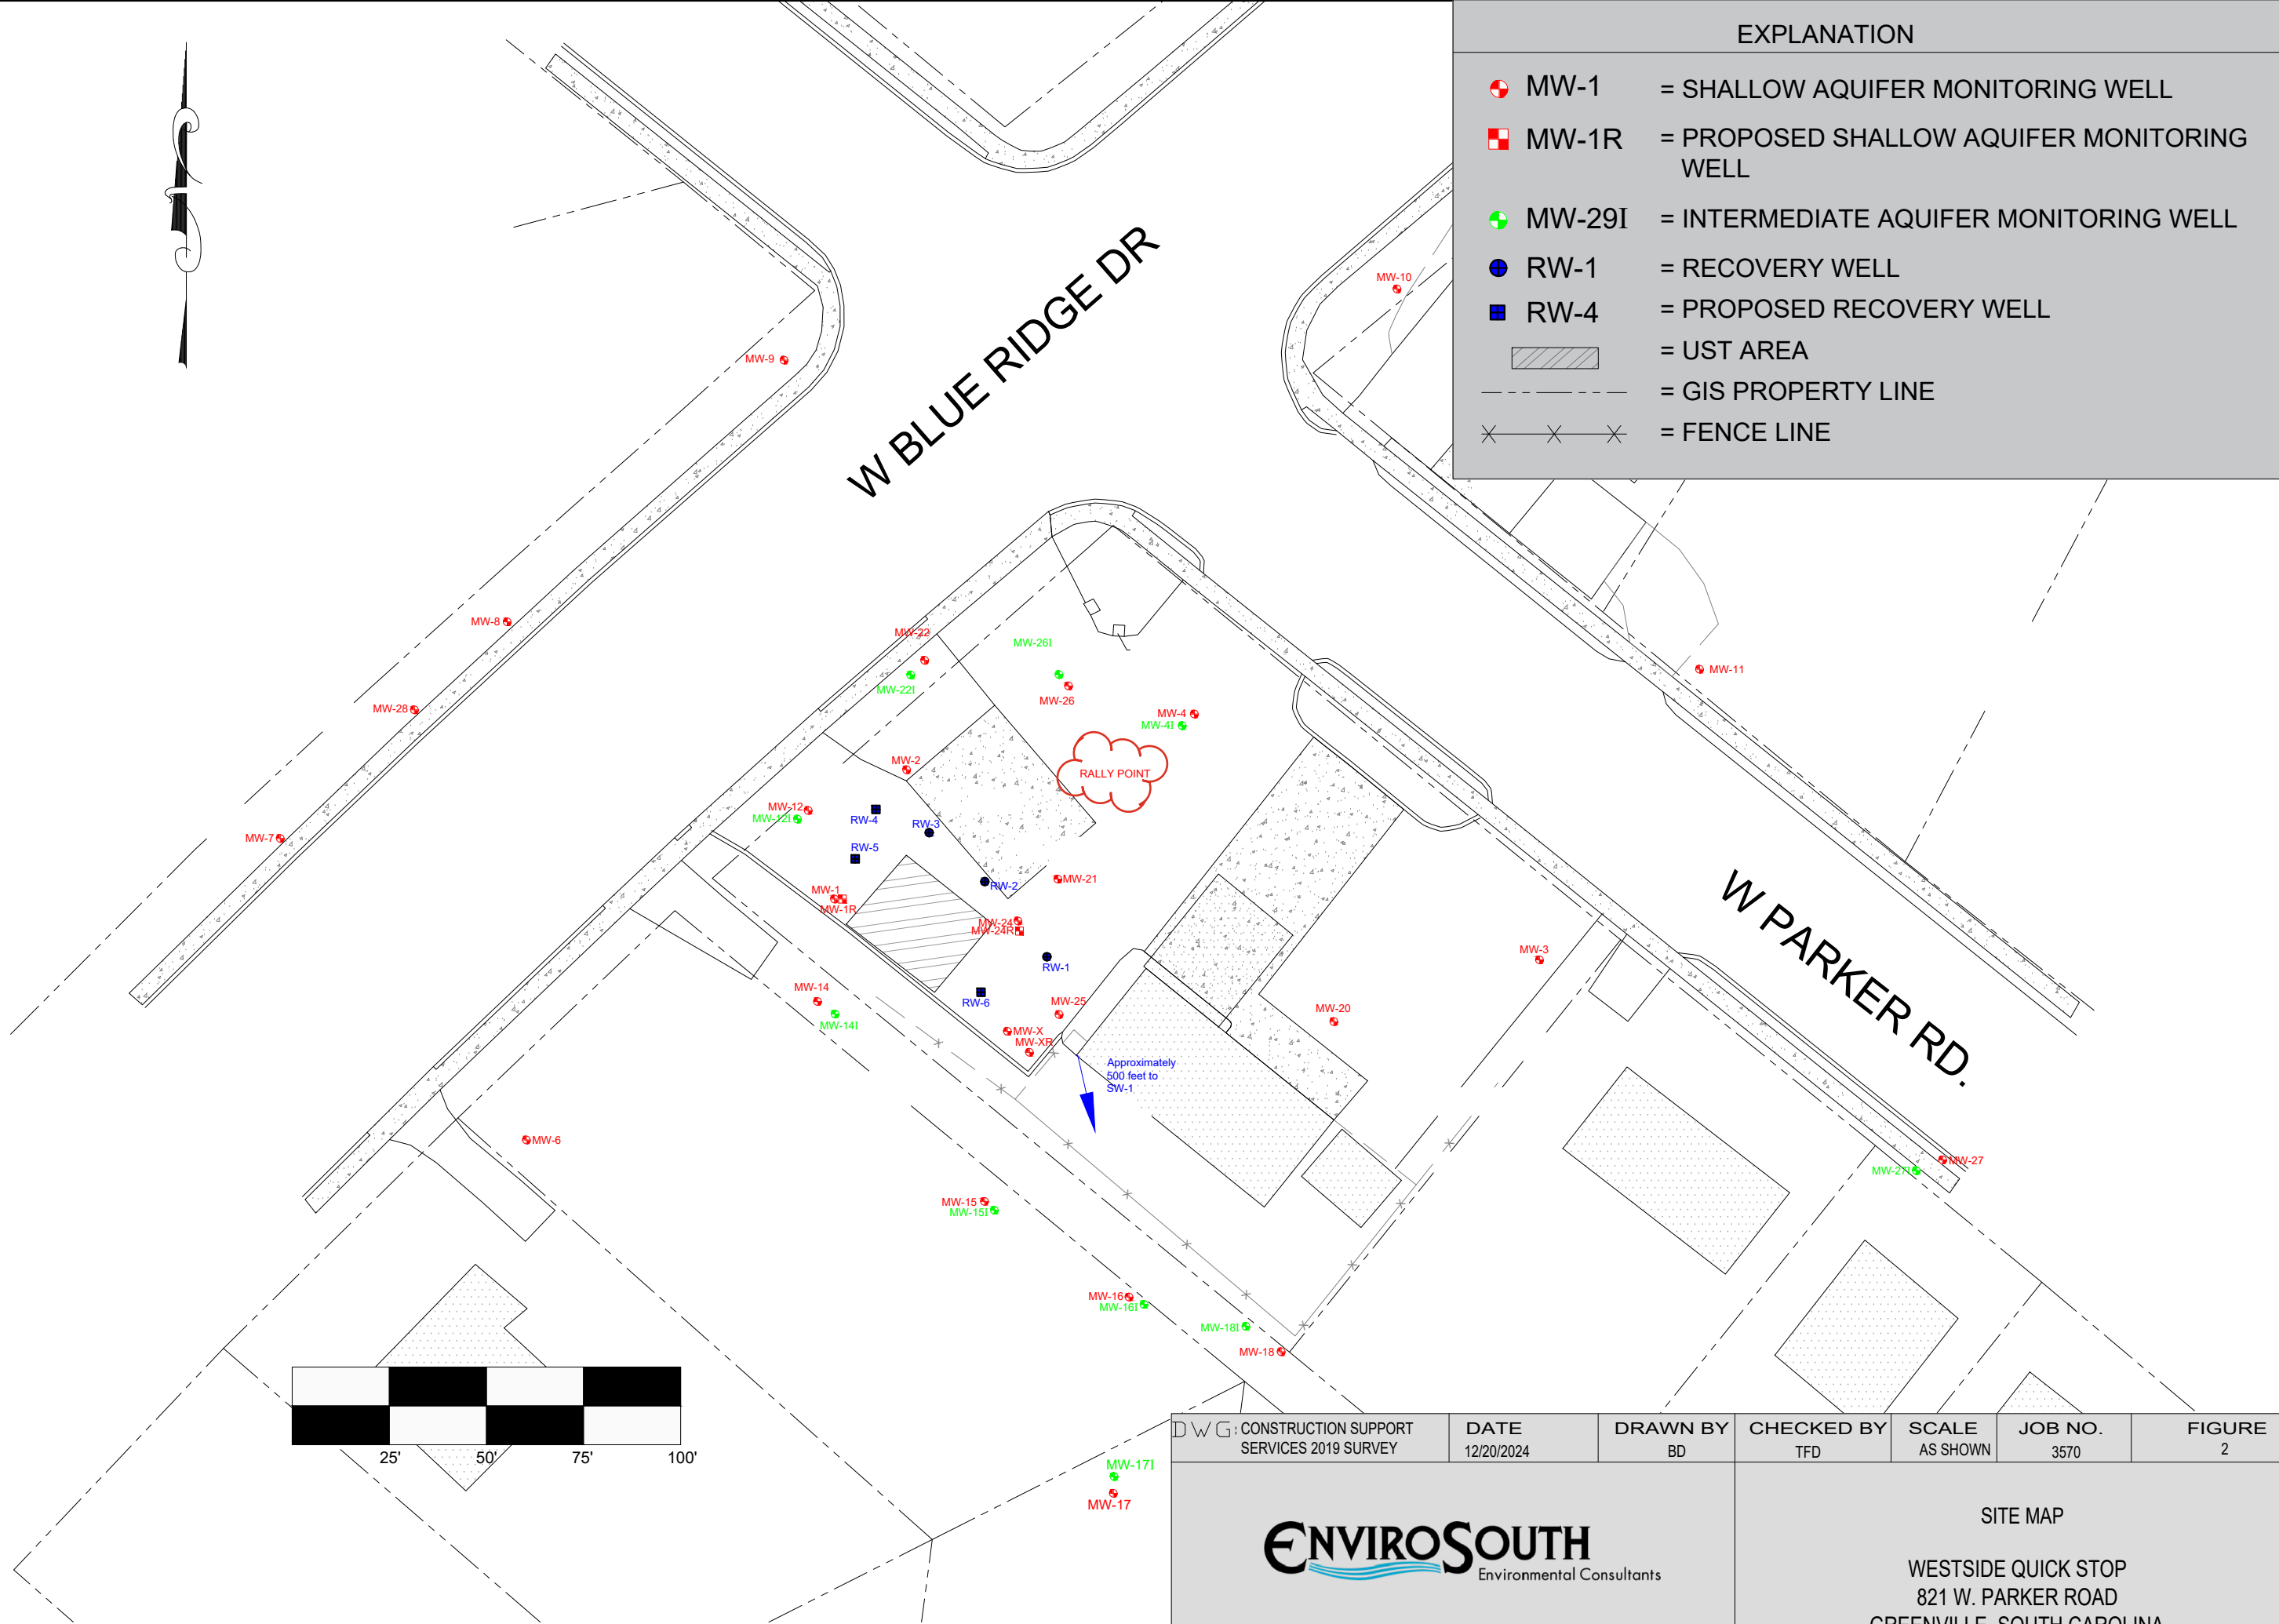 EXPLANATION
MW-1 = SHALLOW AQUIFER MONITORING WELL
MW-1R = PROPOSED SHALLOW AQUIFER MONITORING
WELL
MW-29I = INTERMEDIATE AQUIFER MONITORING WELL
RW-1 = RECOVERY WELL
RW-4 = PROPOSED RECOVERY WELL
= UST AREA
= GIS PROPERTY LINE
= FENCE LINE
W BLUE RIDGE DR
MW-10
MW-9
MW-8
MW-22
MW-26I
MW-11
MW-22I
MW-26
MW-28
MW-4
MW-4I
MW-2
RALLY POINT
MW-12
MW-12I
RW-4
RW-3
MW-7
RW-5
MW-21
RW-2
MW-1
MW-1R
MW-24
MW-24R
W PARKER RD.
MW-3
RW-1
MW-14
RW-6
MW-25
MW-20
MW-14I
MW-X
MW-XR
Approximately
500 feet to
SW-1
MW-6
MW-27
MW-27I
MW-15
MW-15I
MW-16
MW-16I
MW-18I
MW-18
25' 50' 75' 100'
MW-17I
MW-17
DWG: CONSTRUCTION SUPPORT
SERVICES 2019 SURVEY
DATE
12/20/2024
DRAWN BY
BD
CHECKED BY
TFD
SCALE
AS SHOWN
JOB NO.
3570
FIGURE
2
ENVIROSOUTH
Environmental Consultants
SITE MAP
WESTSIDE QUICK STOP
821 W. PARKER ROAD
GREENVILLE, SOUTH CAROLINA